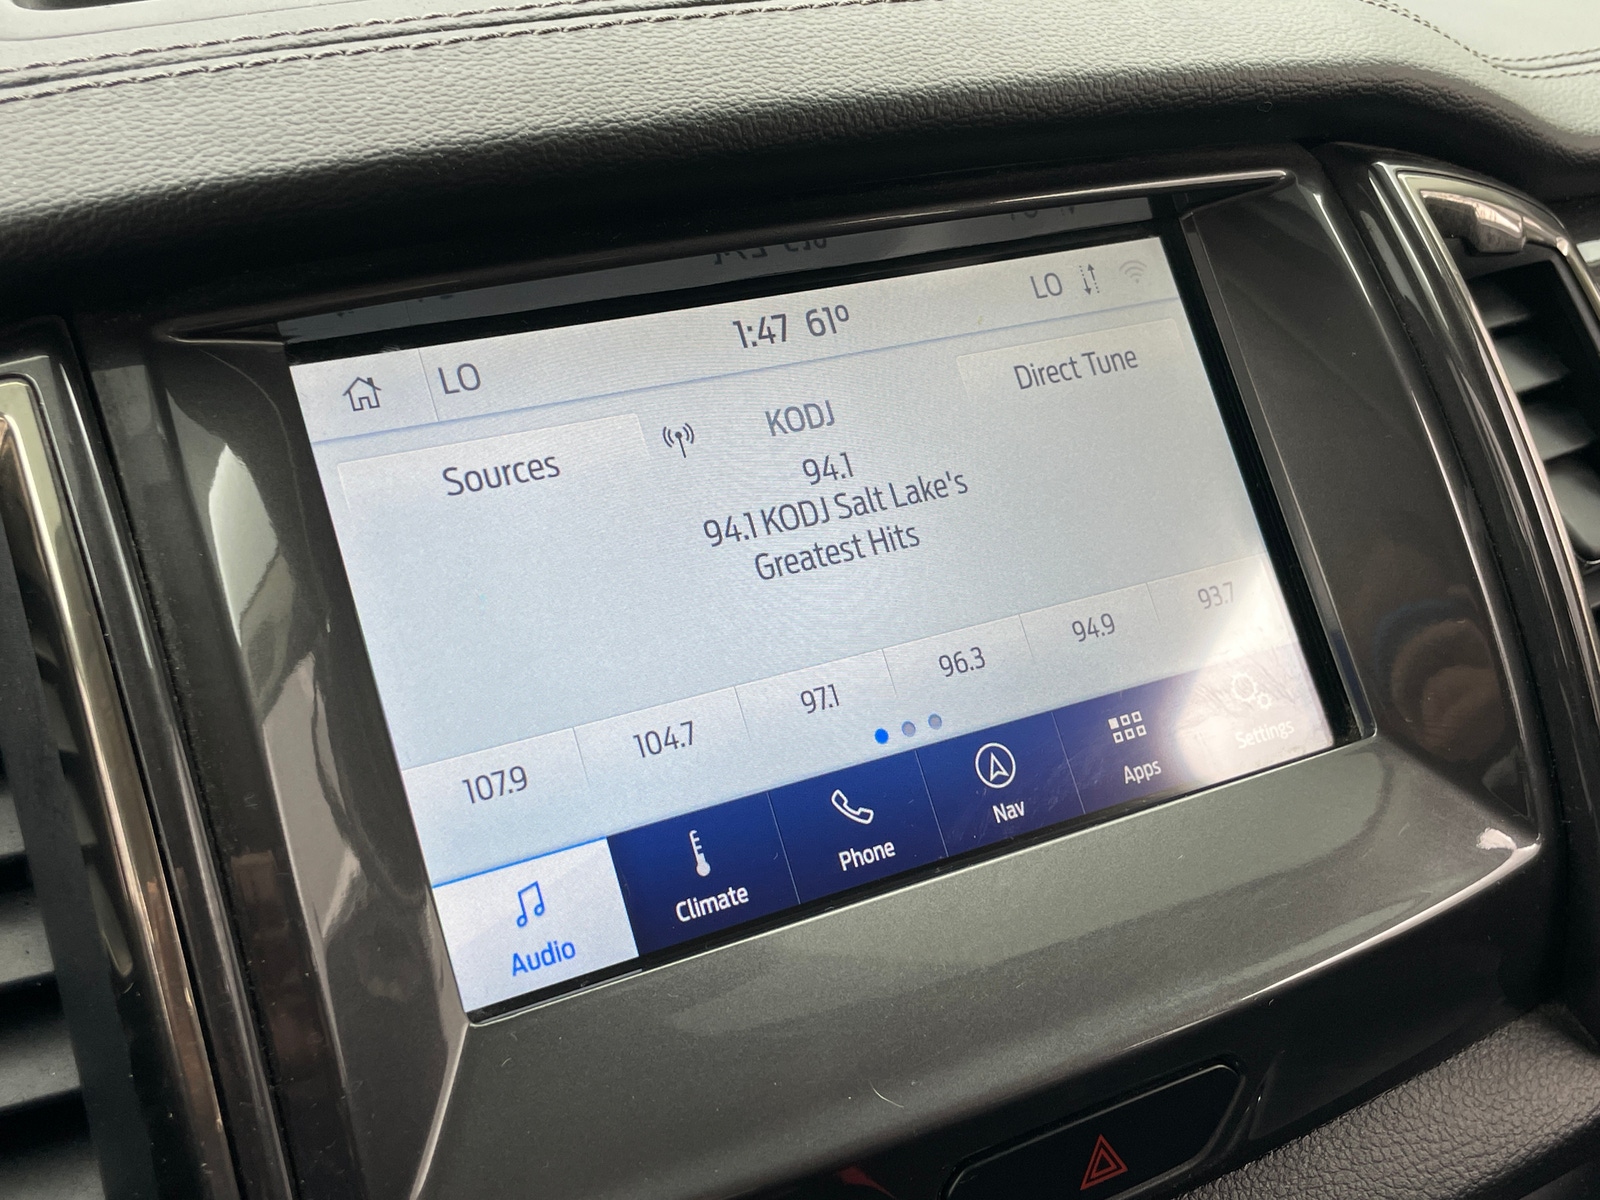 LO
1:47 61°
LO
Sources
KODJ
Direct Tune
94.1
94.1 KODJ Salt Lake's
Greatest Hits
107.9
104.7
97.1
96.3
94.9
93.7
Audio
Climate
Phone
Nav
Apps
Settings